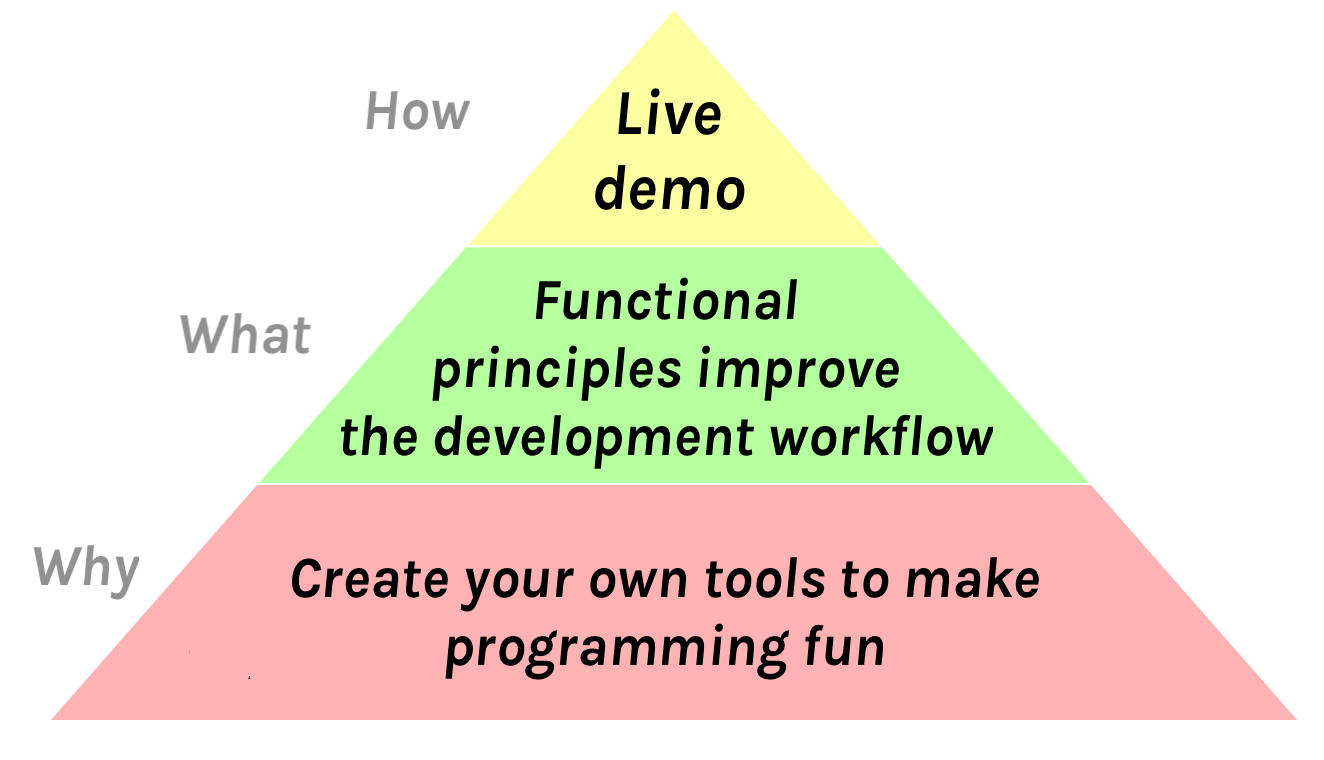 How
Live
demo
What
Functional
principles improve
the development workflow
Why
Create your own tools to make
programming fun